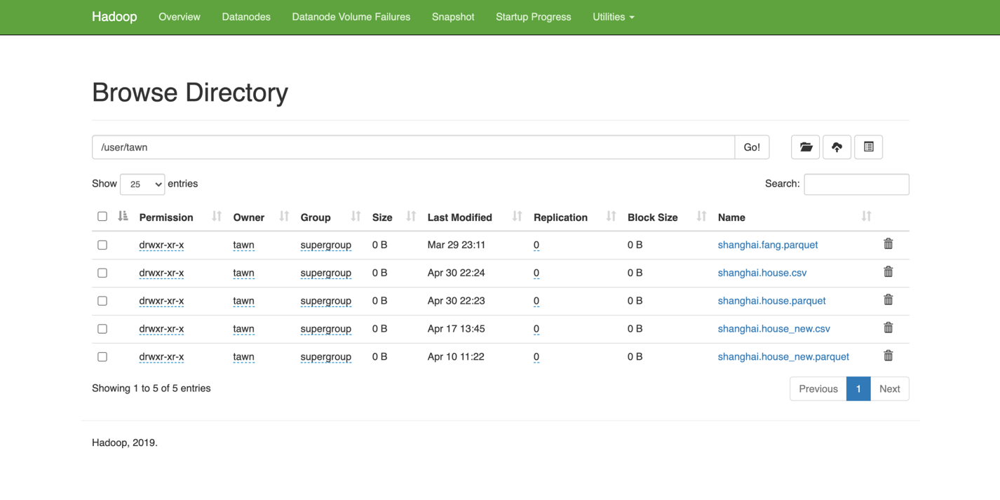 Hadoop Overview Datanodes Datanode Volume Failures Snapshot Startup Progress Utilities
Browse Directory
/user/tawn Go!
Show 25 entries Search:
Permission Owner Group Size Last Modified Replication Block Size Name
drwxr-xr-x tawn supergroup 0 B Mar 29 23:11 0 0 B shanghai.fang.parquet
drwxr-xr-x tawn supergroup 0 B Apr 30 22:24 0 0 B shanghai.house.csv
drwxr-xr-x tawn supergroup 0 B Apr 30 22:23 0 0 B shanghai.house.parquet
drwxr-xr-x tawn supergroup 0 B Apr 17 13:45 0 0 B shanghai.house_new.csv
drwxr-xr-x tawn supergroup 0 B Apr 10 11:22 0 0 B shanghai.house_new.parquet
Showing 1 to 5 of 5 entries Previous 1 Next
Hadoop, 2019.